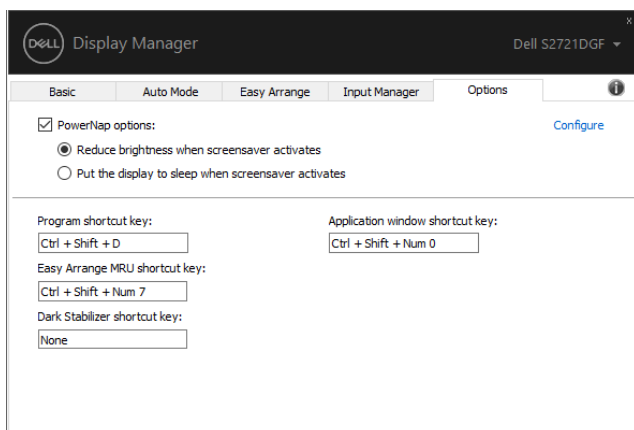 DELL Display Manager
Dell S2721DGF
Basic Auto Mode Easy Arrange Input Manager Options
PowerNap options:
Configure
Reduce brightness when screensaver activates
Put the display to sleep when screensaver activates
Program shortcut key:
Application window shortcut key:
Ctrl + Shift + D
Ctrl + Shift + Num 0
Easy Arrange MRU shortcut key:
Ctrl + Shift + Num 7
Dark Stabilizer shortcut key:
None